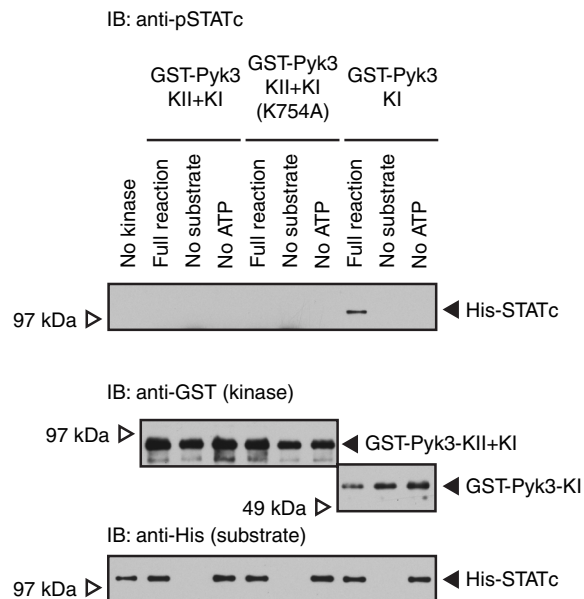 IB: anti-pSTATc
GST-Pyk3
KII+KI
GST-Pyk3
KII+KI
(K754A)
GST-Pyk3
KI
No kinase
Full reaction
No substrate
No ATP
Full reaction
No substrate
No ATP
Full reaction
No substrate
No ATP
97 kDa
His-STATc
IB: anti-GST (kinase)
97 kDa
GST-Pyk3-KII+KI
GST-Pyk3-KI
49 kDa
IB: anti-His (substrate)
97 kDa
His-STATc